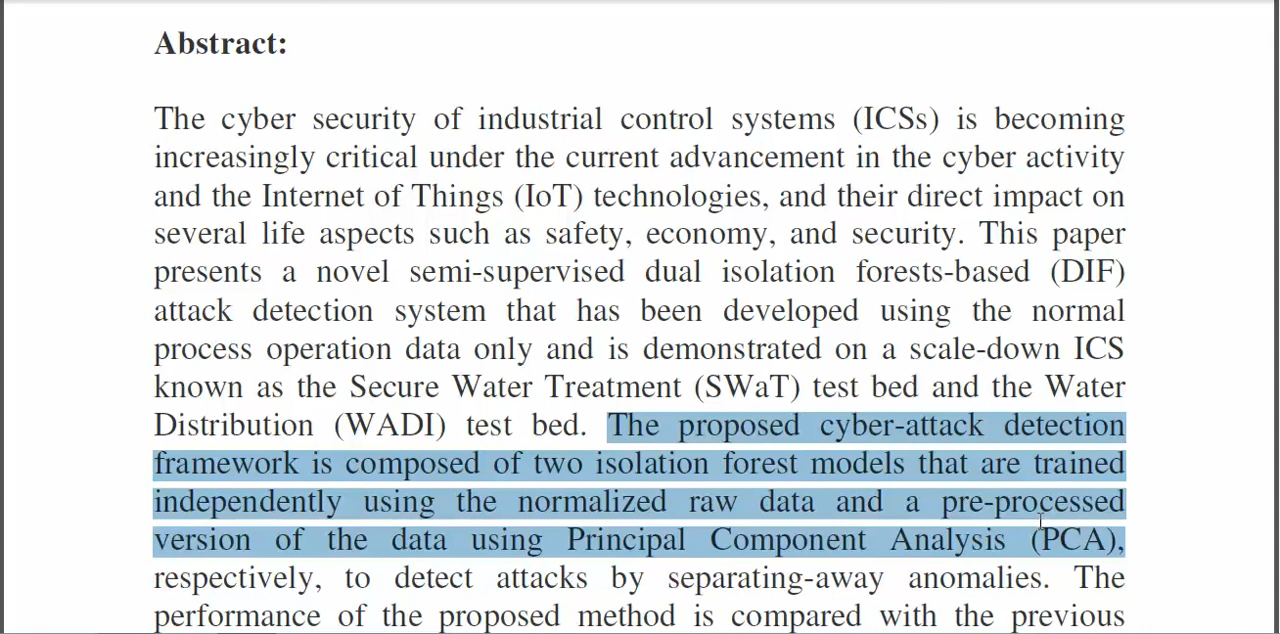 Abstract:
The cyber security of industrial control systems (ICSs) is becoming
increasingly critical under the current advancement in the cyber activity
and the Internet of Things (IoT) technologies, and their direct impact on
several life aspects such as safety, economy, and security. This paper
presents a novel semi-supervised dual isolation forests-based (DIF)
attack detection system that has been developed using the normal
process operation data only and is demonstrated on a scale-down ICS
known as the Secure Water Treatment (SWaT) test bed and the Water
Distribution (WADI) test bed. The proposed cyber-attack detection
framework is composed of two isolation forest models that are trained
independently using the normalized raw data and a pre-processed
version of the data using Principal Component Analysis (PCA),
respectively, to detect attacks by separating-away anomalies. The
performance of the proposed method is compared with the previous